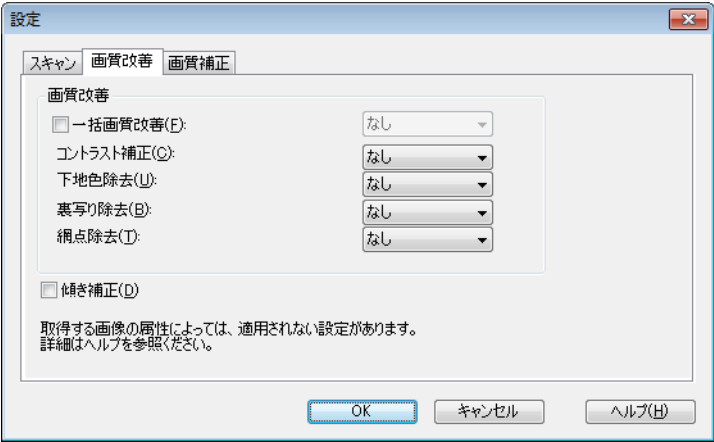 設定
スキャン 画質改善 画質補正
画質改善
一括画質改善(F): なし
コントラスト補正(C): なし
下地色除去(U): なし
裏写り除去(B): なし
網点除去(T): なし
傾き補正(D)
取得する画像の属性によっては、適用されない設定があります。
詳細はヘルプを参照ください。
OK キャンセル ヘルプ(H)